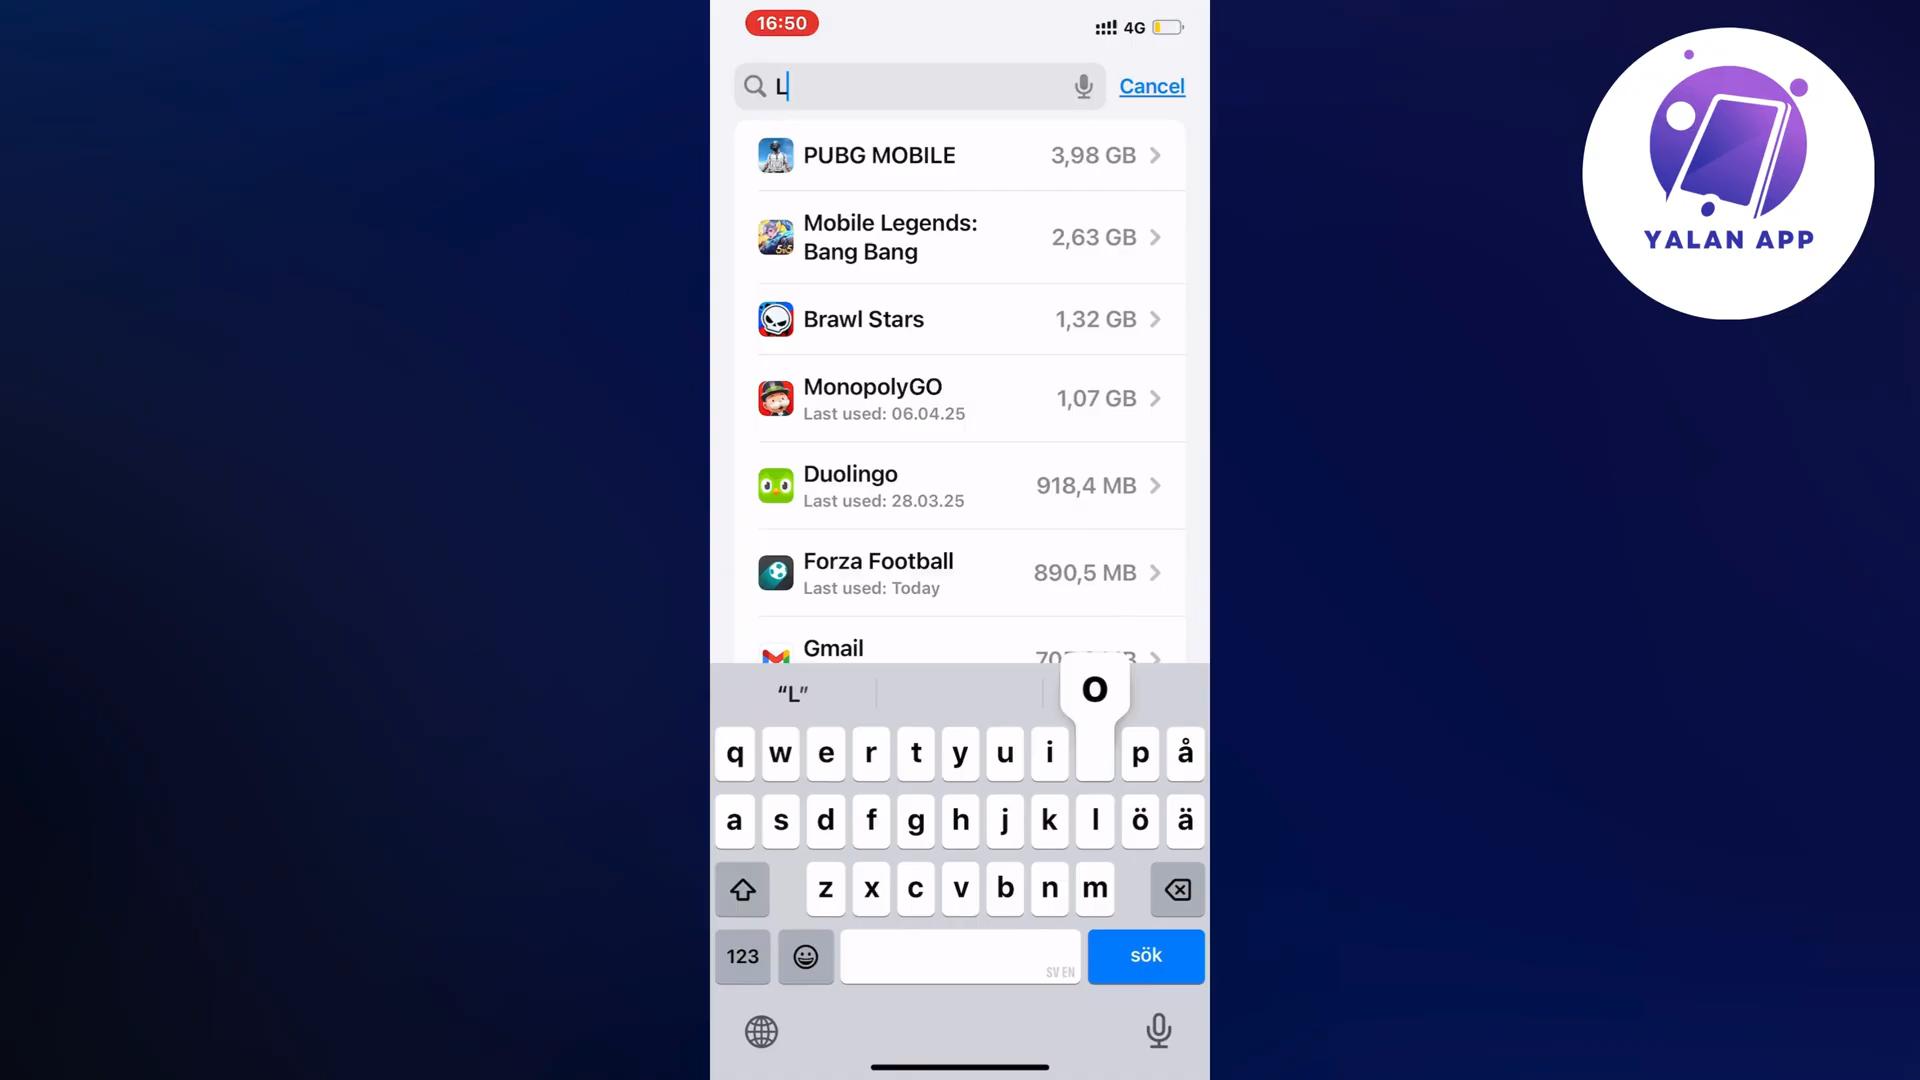 16:50
4G
L
Cancel
PUBG MOBILE
3,98 GB
Mobile Legends:
Bang Bang
2,63 GB
Brawl Stars
1,32 GB
MonopolyGO
Last used: 06.04.25
1,07 GB
Duolingo
Last used: 28.03.25
918,4 MB
Forza Football
Last used: Today
890,5 MB
Gmail
“L”
o
q w e r t y u i p å
a s d f g h j k l ö ä
z x c v b n m
123
SV EN
sök
YALAN APP